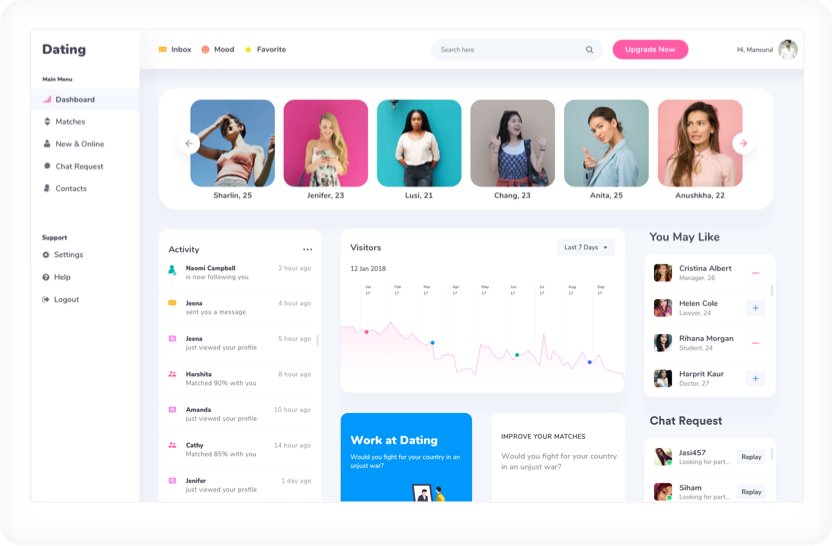 Dating
Inbox
Mood
Favorite
Search here
Upgrade Now
Hi, Mansurul
Main Menu
Dashboard
Matches
New & Online
Chat Request
Contacts
Support
Settings
Help
Logout
Sharlin, 25
Jenifer, 23
Lusi, 21
Chang, 23
Anita, 25
Anushkha, 22
Activity
Naomi Campbell
2 hour ago
is now following you
Jeena
4 hour ago
sent you a message
Jeena
5 hour ago
just viewed your profile
Harshita
8 hour ago
Matched 90% with you
Amanda
10 hour ago
just viewed your profile
Cathy
14 hour ago
Matched 85% with you
Jenifer
1 day ago
just viewed your profile
Visitors
Last 7 Days
12 Jan 2018
Jan Feb Mar Apr May Jun Jul Aug Sep
17 17 17 17 17 17 17 17 17
Work at Dating
Would you fight for your country in an
unjust war?
IMPROVE YOUR MATCHES
Would you fight for your country
in an unjust war?
You May Like
Cristina Albert
Manager, 26
Helen Cole
Lawyer, 24
Rihana Morgan
Student, 24
Harprit Kaur
Doctor, 27
Chat Request
Jasi457
Looking for part...
Replay
Siham
Looking for part...
Replay